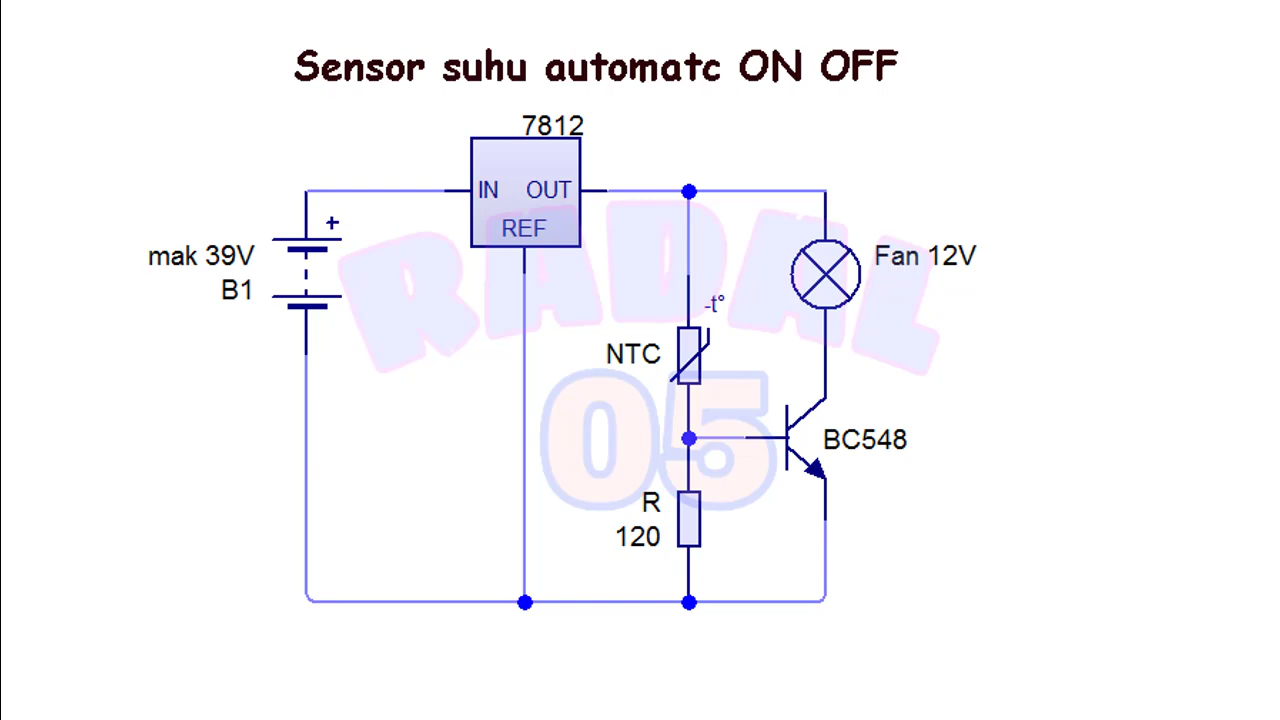 Sensor suhu automatc ON OFF
7812
IN OUT
REF
+
mak 39V
B1
Fan 12V
-t°
NTC
BC548
R
120
RADAL
05